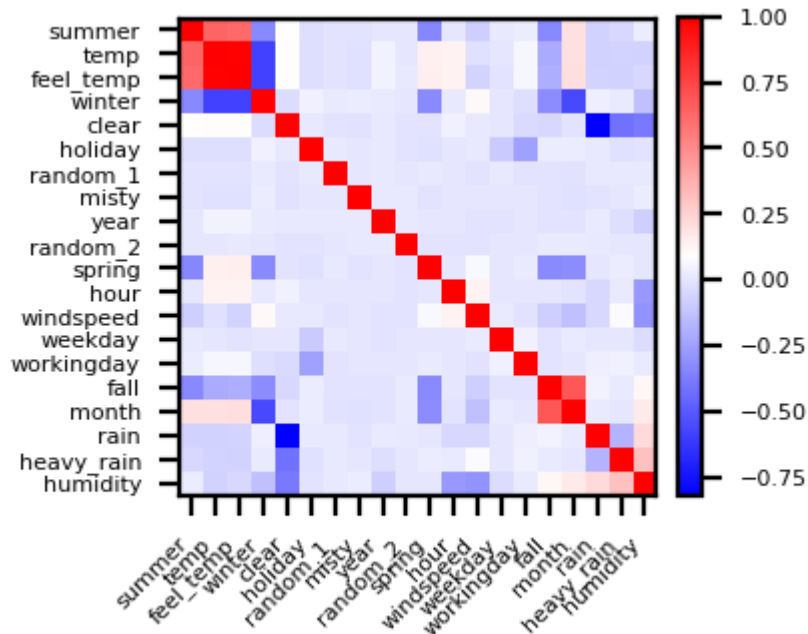 summer
temp
feel_temp
winter
clear
holiday
random_1
misty
year
random_2
spring
hour
windspeed
weekday
workingday
fall
month
rain
heavy_rain
humidity
1.00
0.75
0.50
0.25
0.00
−0.25
−0.50
−0.75
summer
temp
feel_temp
winter
clear
holiday
random_1
misty
year
random_2
spring
hour
windspeed
weekday
workingday
fall
month
rain
heavy_rain
humidity